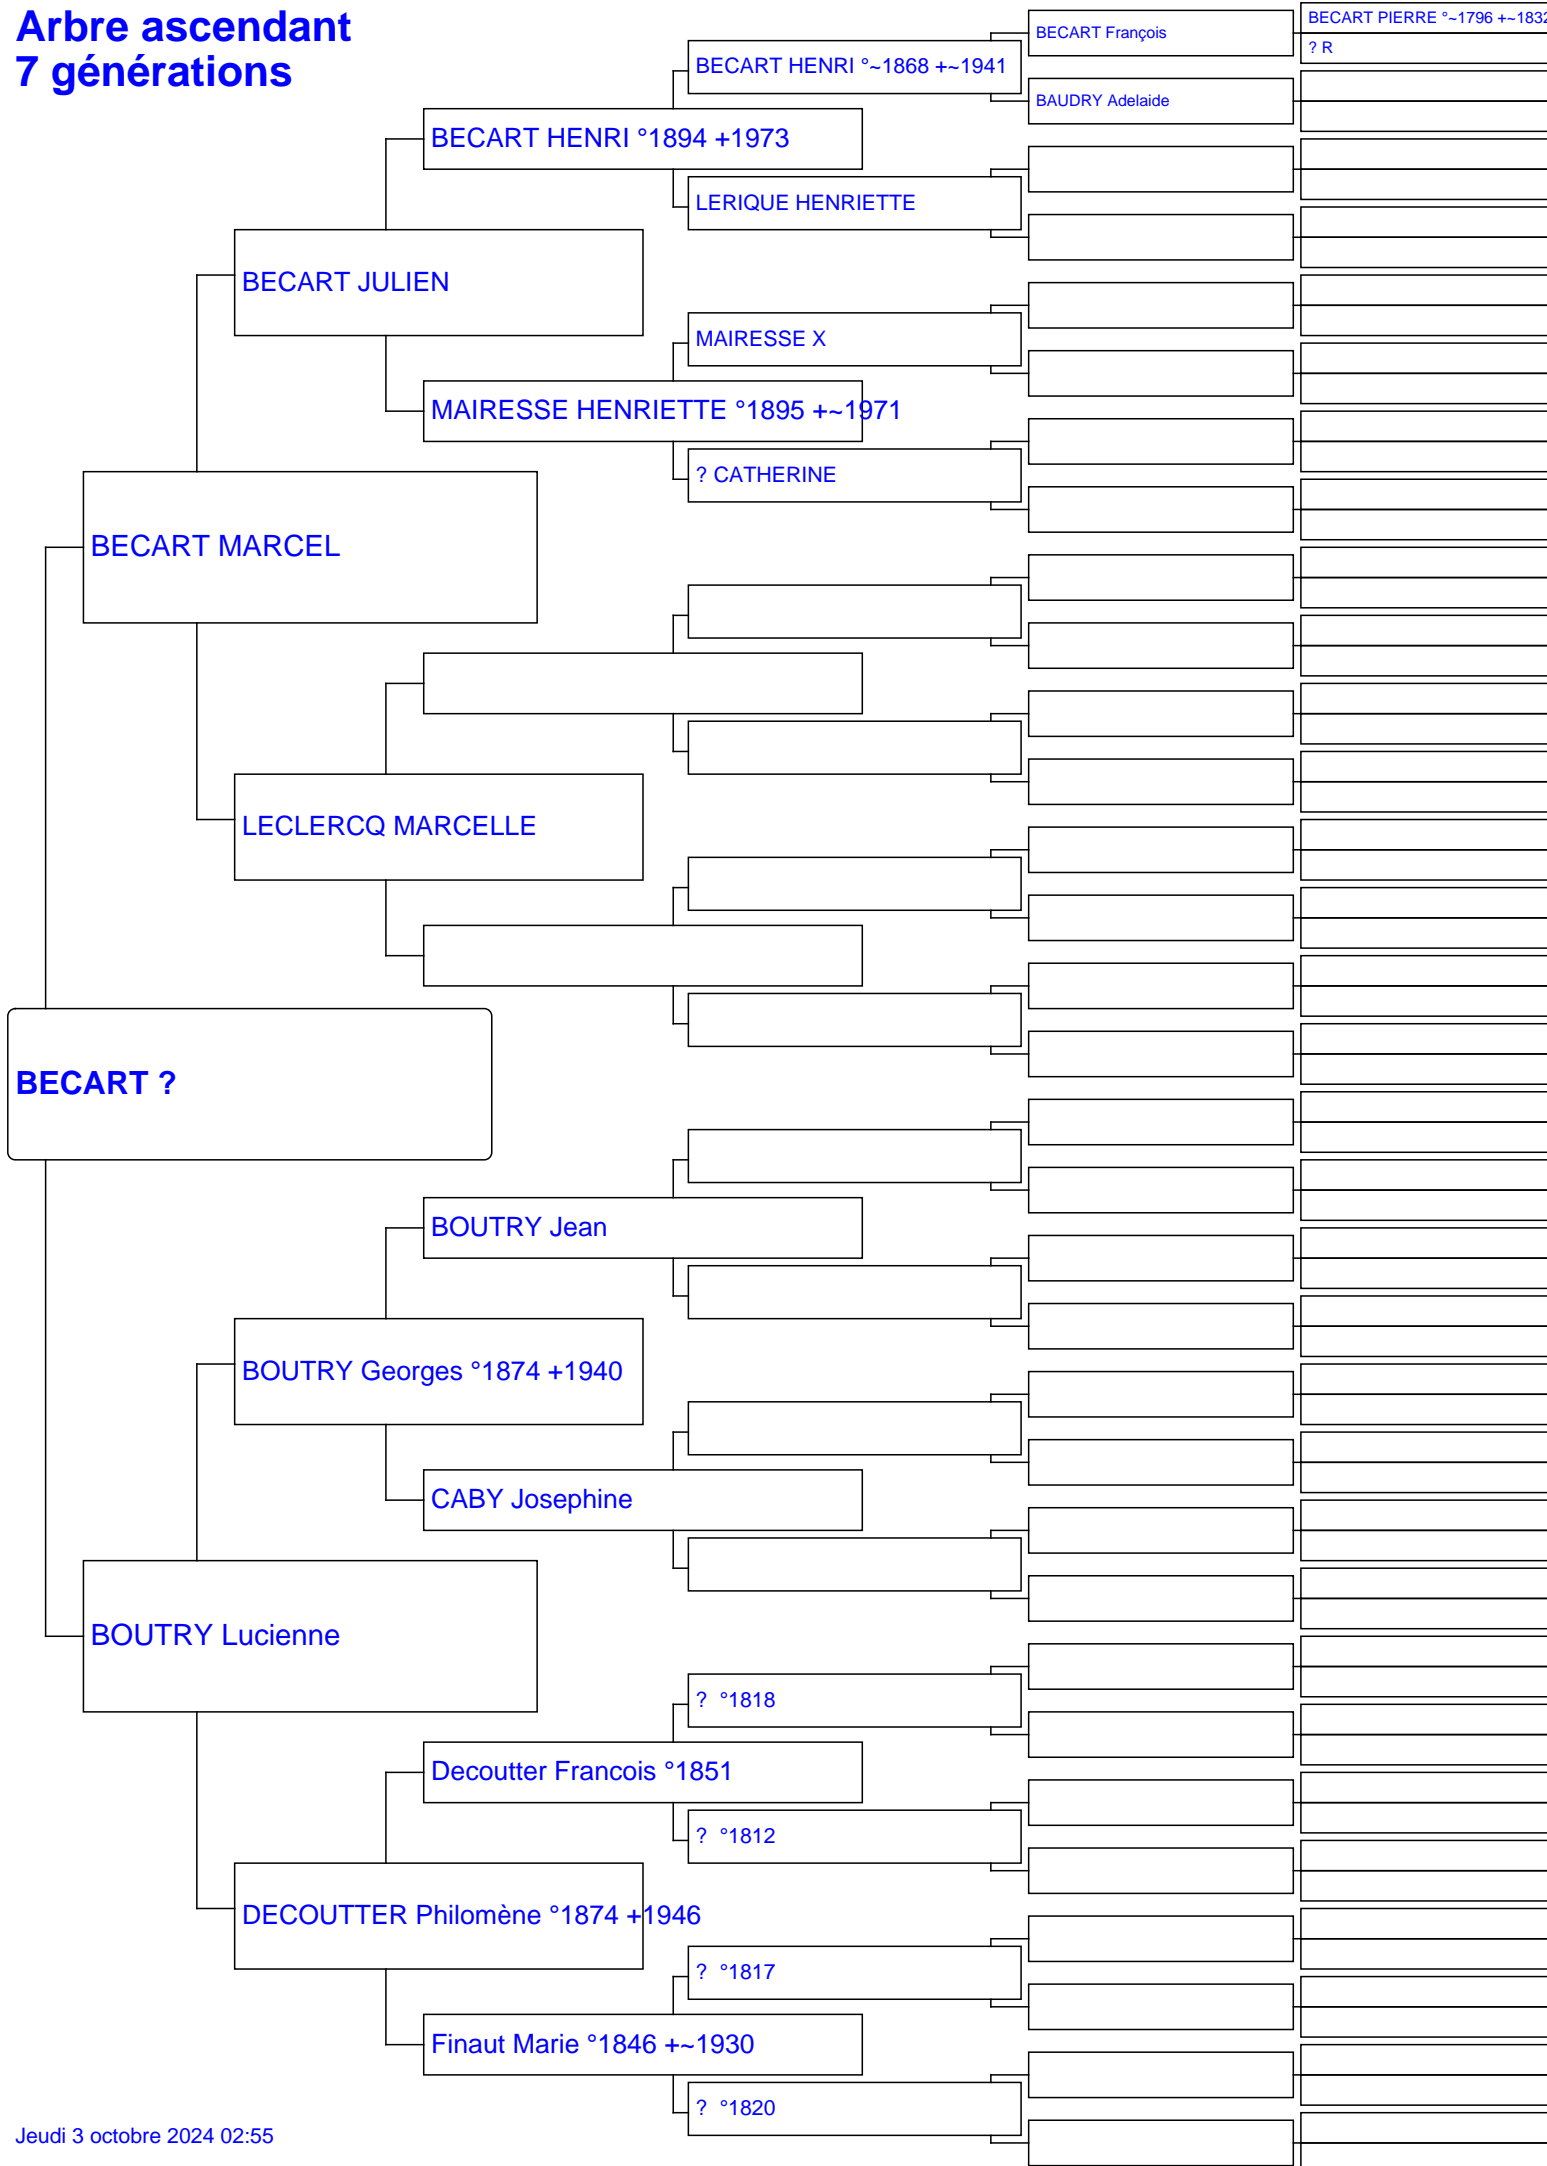 Arbre ascendant
7 générations
BECART François
BECART PIERRE °~1796 +~1832
? R
BECART HENRI °~1868 +~1941
BAUDRY Adelaide
BECART HENRI °1894 +1973
LERIQUE HENRIETTE
BECART JULIEN
MAIRESSE X
MAIRESSE HENRIETTE °1895 +~1971
? CATHERINE
BECART MARCEL
LECLERCQ MARCELLE
BECART ?
BOUTRY Jean
BOUTRY Georges °1874 +1940
CABY Josephine
BOUTRY Lucienne
? °1818
Decoutter Francois °1851
? °1812
DECOUTTER Philomène °1874 +1946
? °1817
Finaut Marie °1846 +~1930
? °1820
Jeudi 3 octobre 2024 02:55